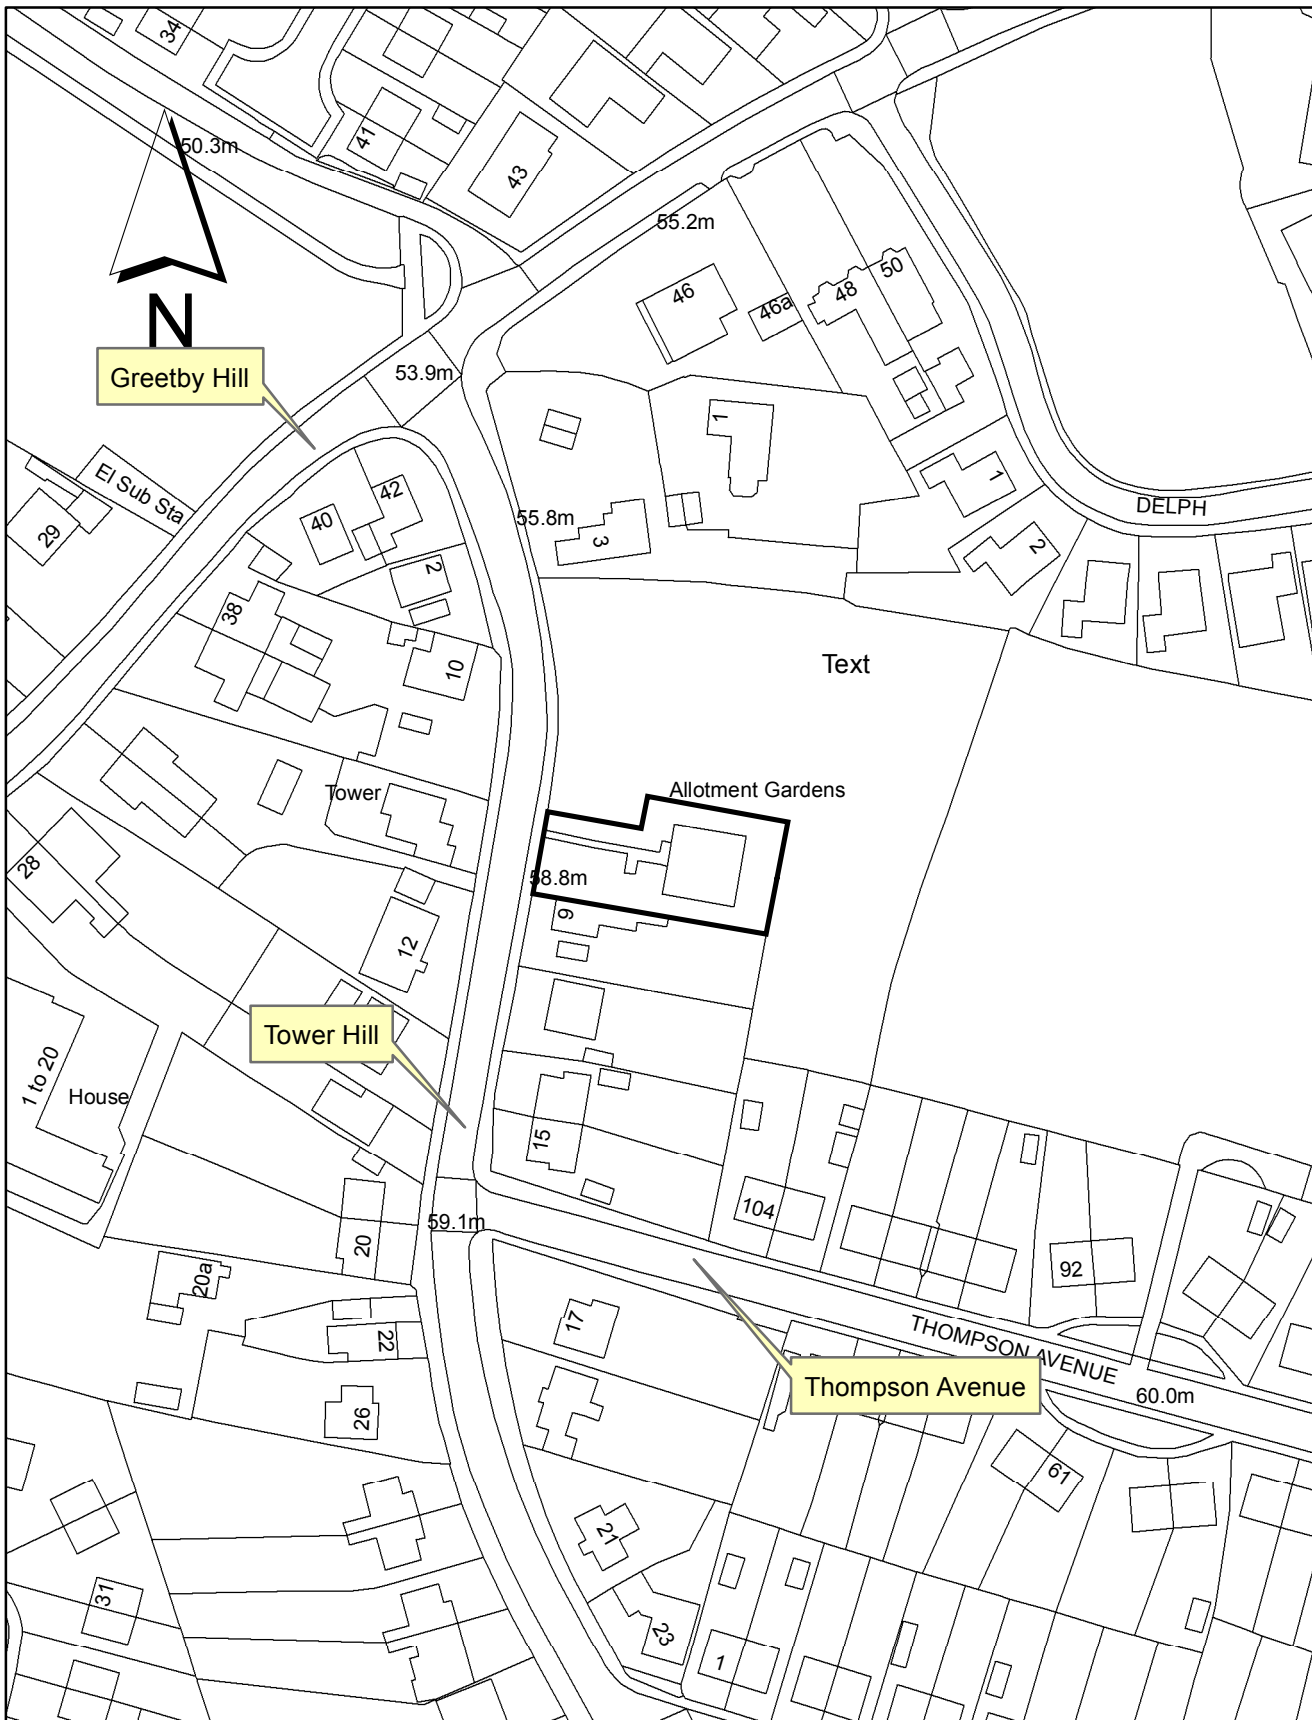 34
50.3m
41
43
55.2m
N
46
46a
48
50
Greetby Hill
53.9m
1
El Sub Sta
29
42
40
55.8m
3
1
DELPH
2
2
38
10
Text
Tower
Allotment Gardens
28
58.8m
9
12
Tower Hill
1 to 20
House
15
104
59.1m
20
20a
92
22
17
THOMPSON AVENUE
Thompson Avenue
60.0m
26
61
21
31
23
1